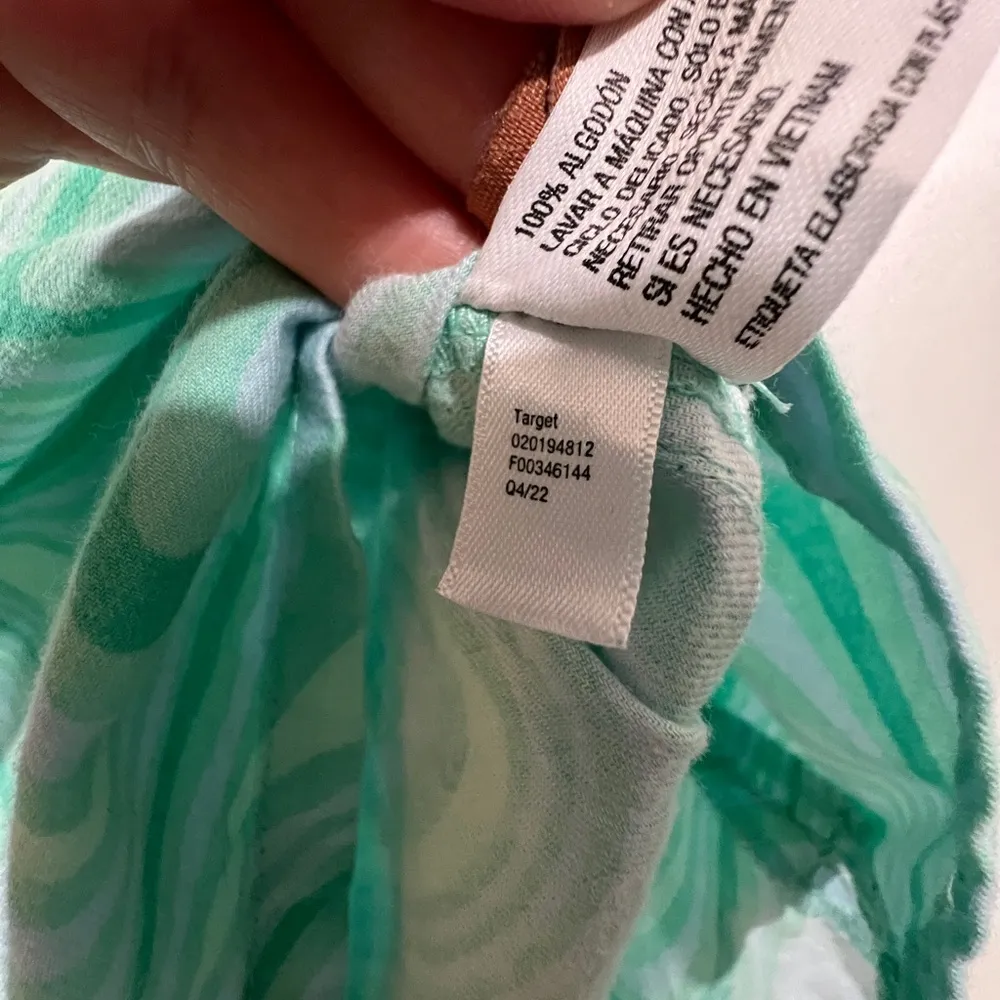 100% ALGODÓN
LAVAR A MÁQUINA CON
CICLO DELICADO. SÓLO
NECESARIO. SECAR A
RETIRAR OPORTUNAMENTE
SI ES NECESARIO.
HECHO EN VIETNAM
ETIQUETA ELABORADA CON
Target
020194812
F00346144
Q4/22